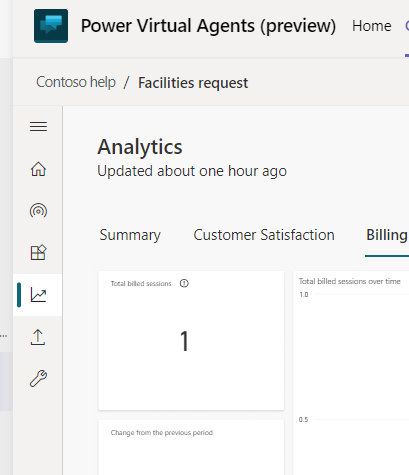 Power Virtual Agents (preview) Home
Contoso help / Facilities request
Analytics
Updated about one hour ago
Summary Customer Satisfaction Billing
Total billed sessions
Total billed sessions over time
1.0
1
0.5
Change from the previous period